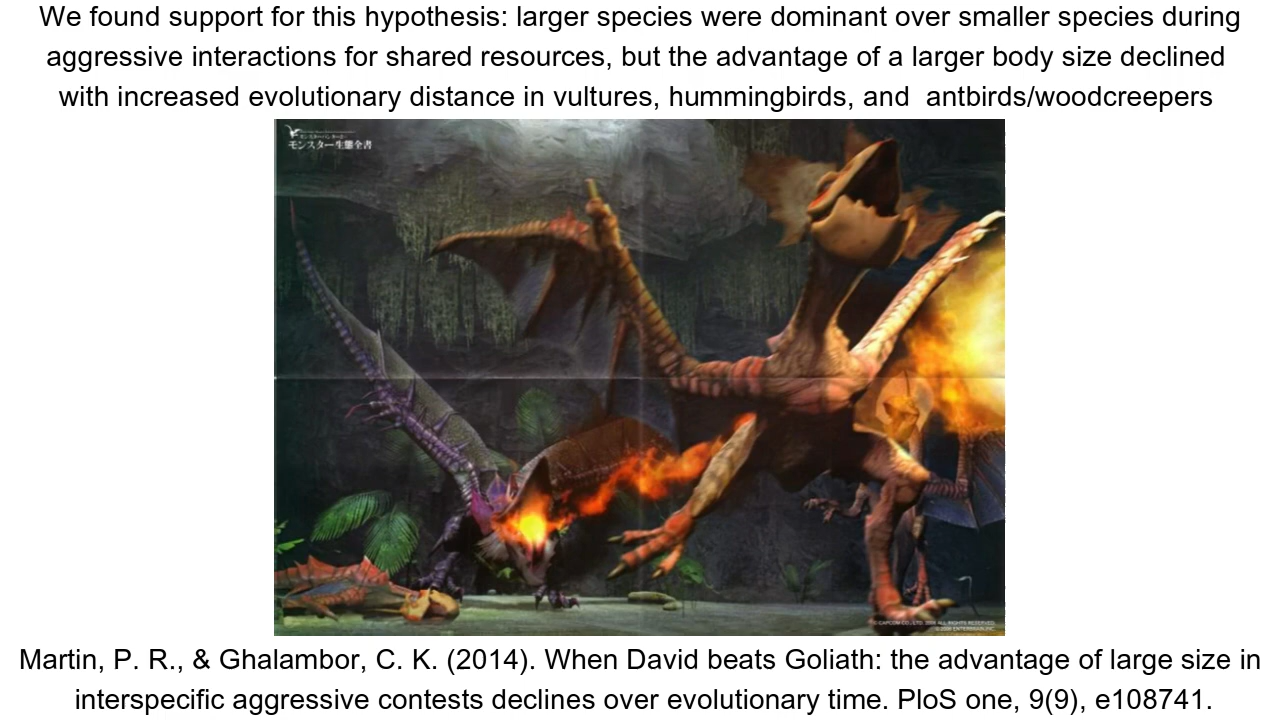 We found support for this hypothesis: larger species were dominant over smaller species during
aggressive interactions for shared resources, but the advantage of a larger body size declined
with increased evolutionary distance in vultures, hummingbirds, and  antbirds/woodcreepers
モンスター生態全書
Martin, P. R., & Ghalambor, C. K. (2014). When David beats Goliath: the advantage of large size in
interspecific aggressive contests declines over evolutionary time. PloS one, 9(9), e108741.